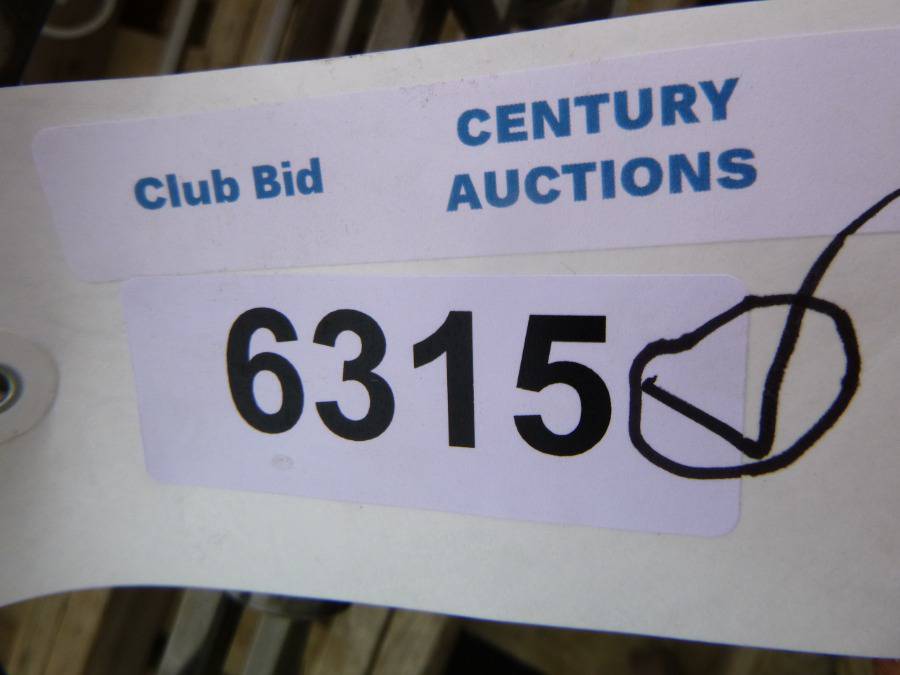 Club Bid
CENTURY
AUCTIONS
6315